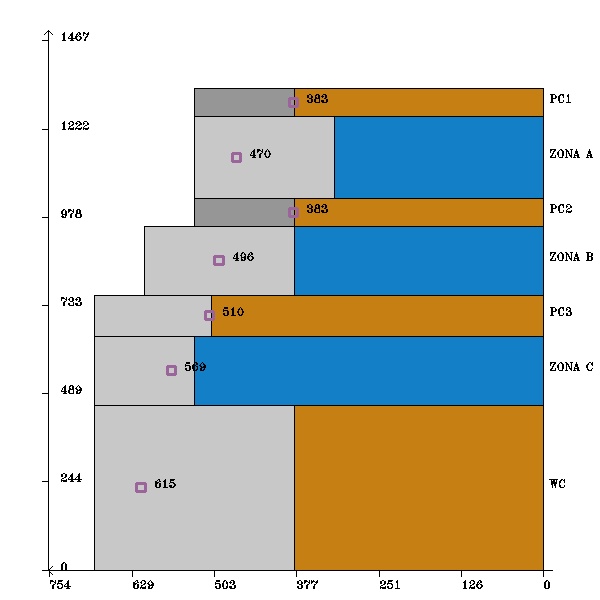 1467
383 PC1
1222
470 ZONA A
978
383 PC2
496 ZONA B
733
510 PC3
569 ZONA C
489
244
615 WC
0
754 629 503 377 251 126 0